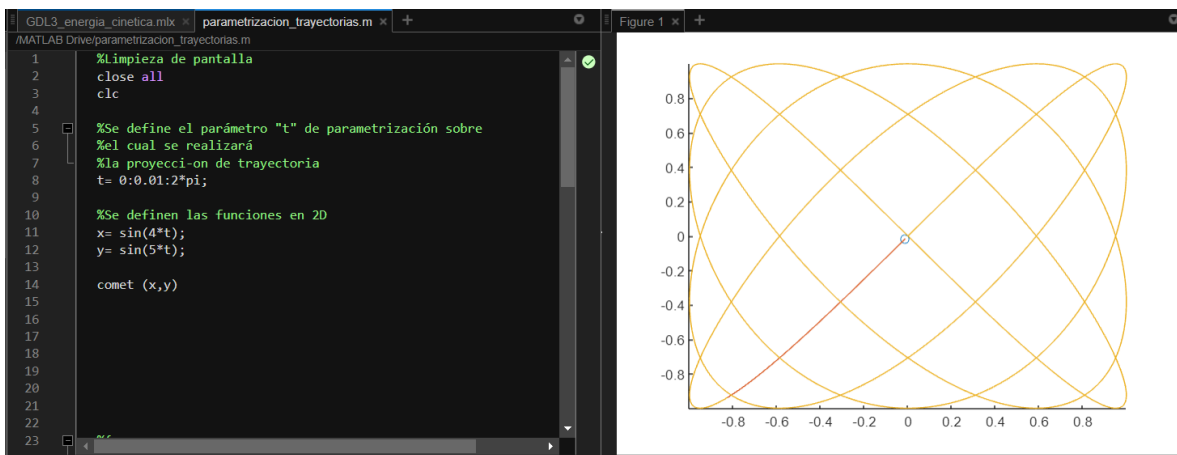 GDL3_energia_cinetica.mlx × parametrizacion_trayectorias.m × +
/MATLAB Drive/parametrizacion_trayectorias.m
1 %Limpieza de pantalla
2 close all
3 clc
4
5 %Se define el parámetro "t" de parametrización sobre
6 %el cual se realizará
7 %la proyecci-on de trayectoria
8 t= 0:0.01:2*pi;
9
10 %Se definen las funciones en 2D
11 x= sin(4*t);
12 y= sin(5*t);
13
14 comet (x,y)
15
16
17
18
19
20
21
22
23
Figure 1 × +
0.8
0.6
0.4
0.2
0
-0.2
-0.4
-0.6
-0.8
-0.8 -0.6 -0.4 -0.2 0 0.2 0.4 0.6 0.8